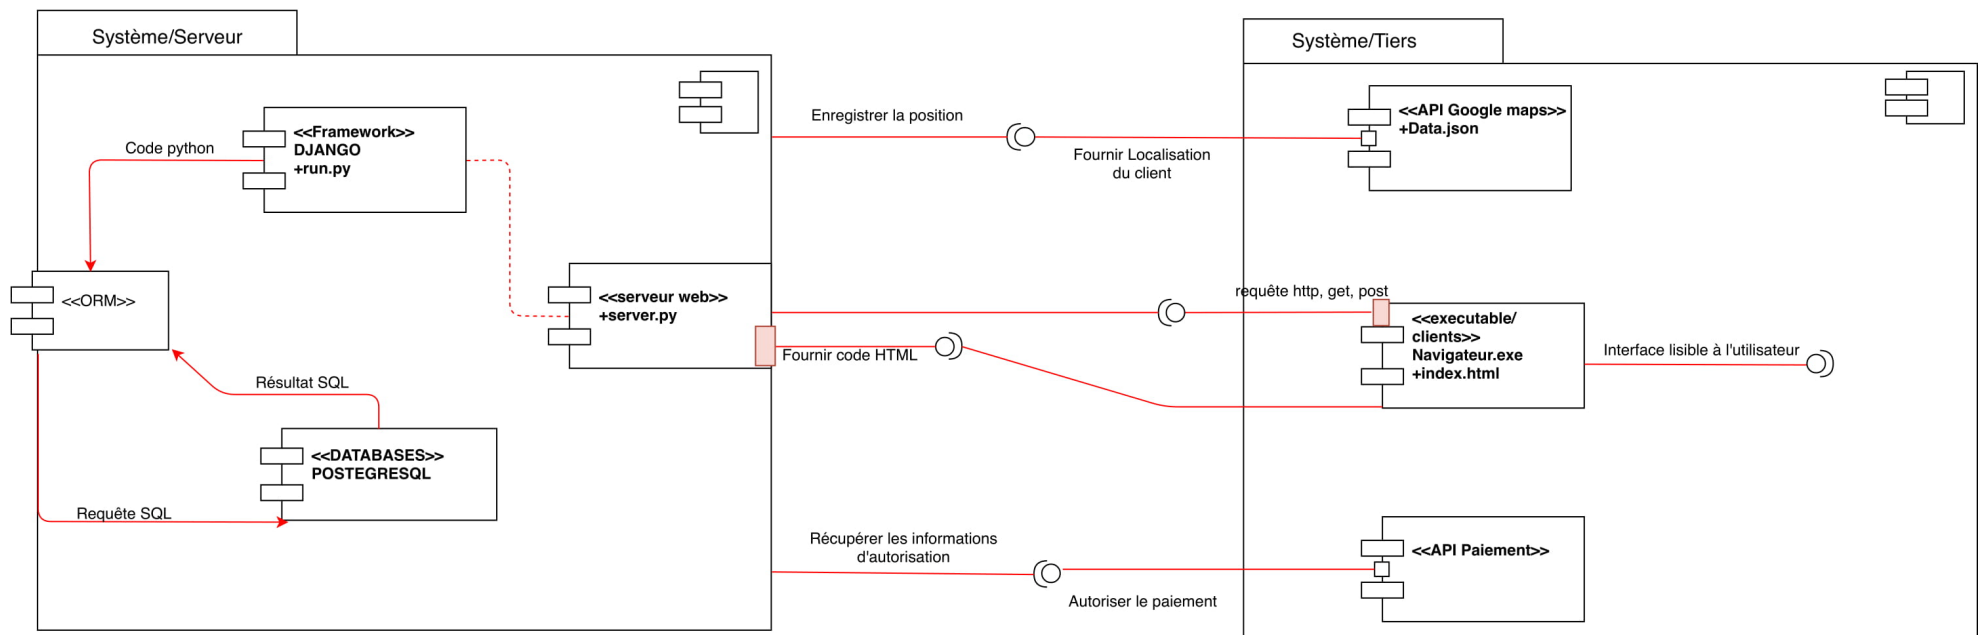 Système/Serveur
Système/Tiers
<<Framework>>
DJANGO
+run.py
Code python
Enregistrer la position
Fournir Localisation
du client
<<API Google maps>>
+Data.json
<<ORM>>
<<serveur web>>
+server.py
requête http, get, post
Fournir code HTML
<<executable/
clients>>
Navigateur.exe
+index.html
Interface lisible à l'utilisateur
Résultat SQL
<<DATABASES>>
POSTEGRESQL
Requête SQL
Récupérer les informations
d'autorisation
Autoriser le paiement
<<API Paiement>>